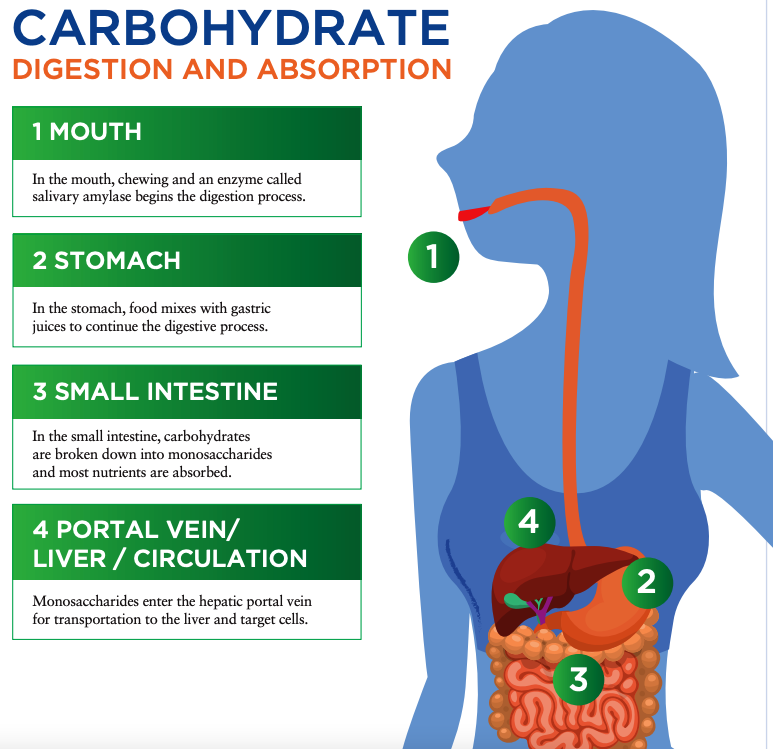 CARBOHYDRATE
DIGESTION AND ABSORPTION
1 MOUTH
In the mouth, chewing and an enzyme called
salivary amylase begins the digestion process.
2 STOMACH
In the stomach, food mixes with gastric
juices to continue the digestive process.
3 SMALL INTESTINE
In the small intestine, carbohydrates
are broken down into monosaccharides
and most nutrients are absorbed.
4 PORTAL VEIN/
LIVER / CIRCULATION
Monosaccharides enter the hepatic portal vein
for transportation to the liver and target cells.
1
4
2
3